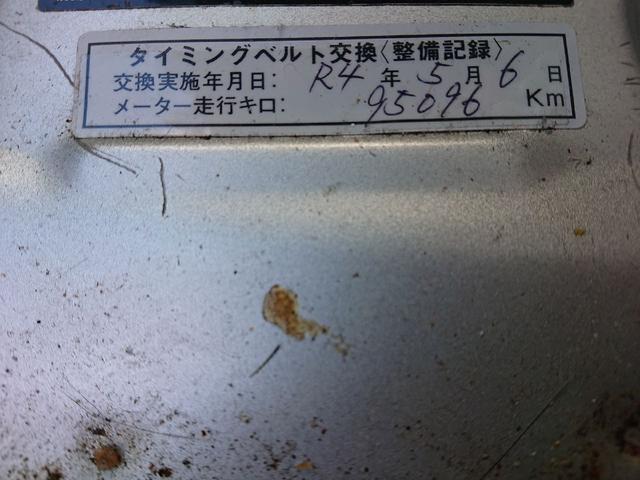 タイミングベルト交換〈整備記録〉
交換実施年月日: R4 年 5 月 6 日
メーター走行キロ: 95096 Km